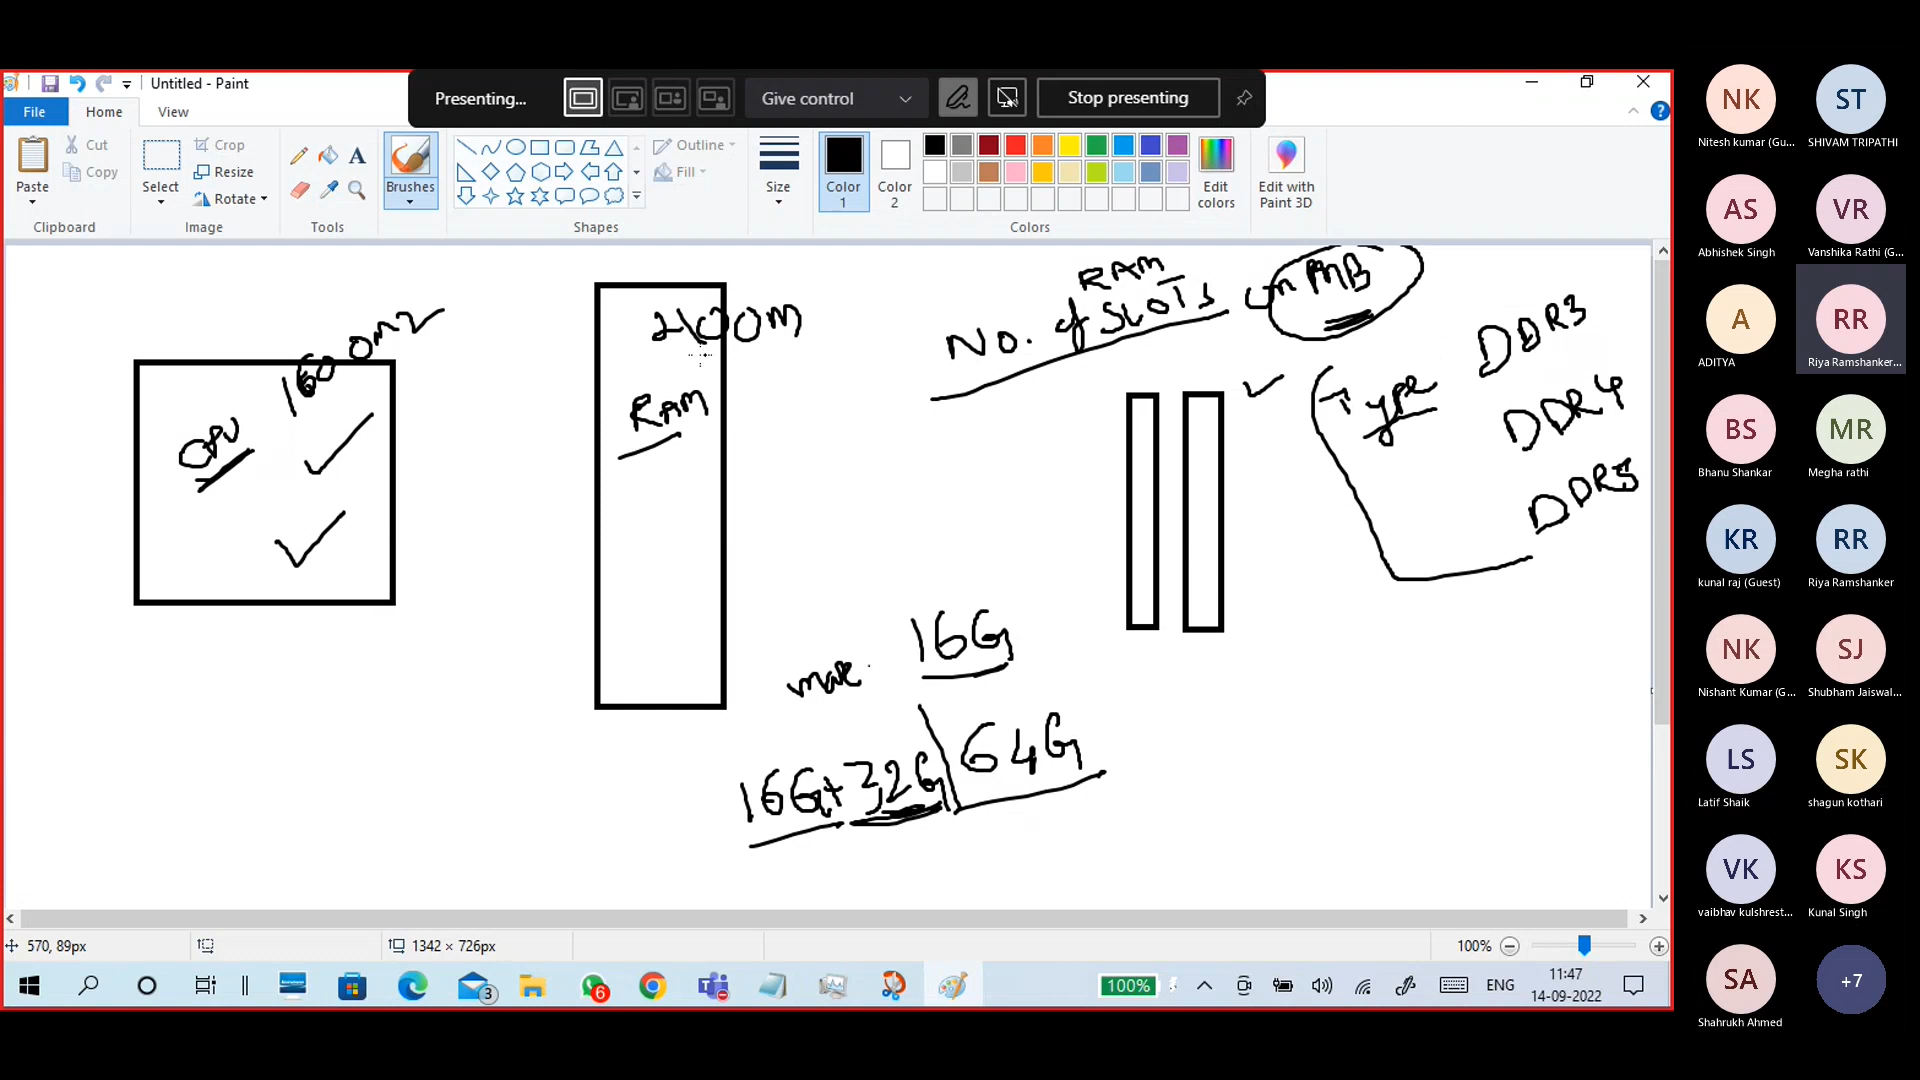 Untitled - Paint
Presenting...
Give control
Stop presenting
File
Home
View
Paste
Cut
Copy
Clipboard
Select
Crop
Resize
Rotate
Image
Tools
Brushes
Shapes
Outline
Fill
Size
Color
1
Color
2
Edit
colors
Edit with
Paint 3D
Colors
CPU
1600
2400M
RAM
RAM
No. of SLOTS on MB
Type
DDR3
DDR4
DDR5
max
16G
16G+32G
64G
570, 89px
1342 × 726px
100%
3
6
100%
ENG
11:47
14-09-2022
NK
Nitesh kumar (Gu...
ST
SHIVAM TRIPATHI
AS
Abhishek Singh
VR
Vanshika Rathi (G...
A
ADITYA
RR
Riya Ramshanker...
BS
Bhanu Shankar
MR
Megha rathi
KR
kunal raj (Guest)
RR
Riya Ramshanker
NK
Nishant Kumar (G...
SJ
Shubham Jaiswal...
LS
Latif Shaik
SK
shagun kothari
VK
vaibhav kulshrest...
KS
Kunal Singh
SA
Shahrukh Ahmed
+7